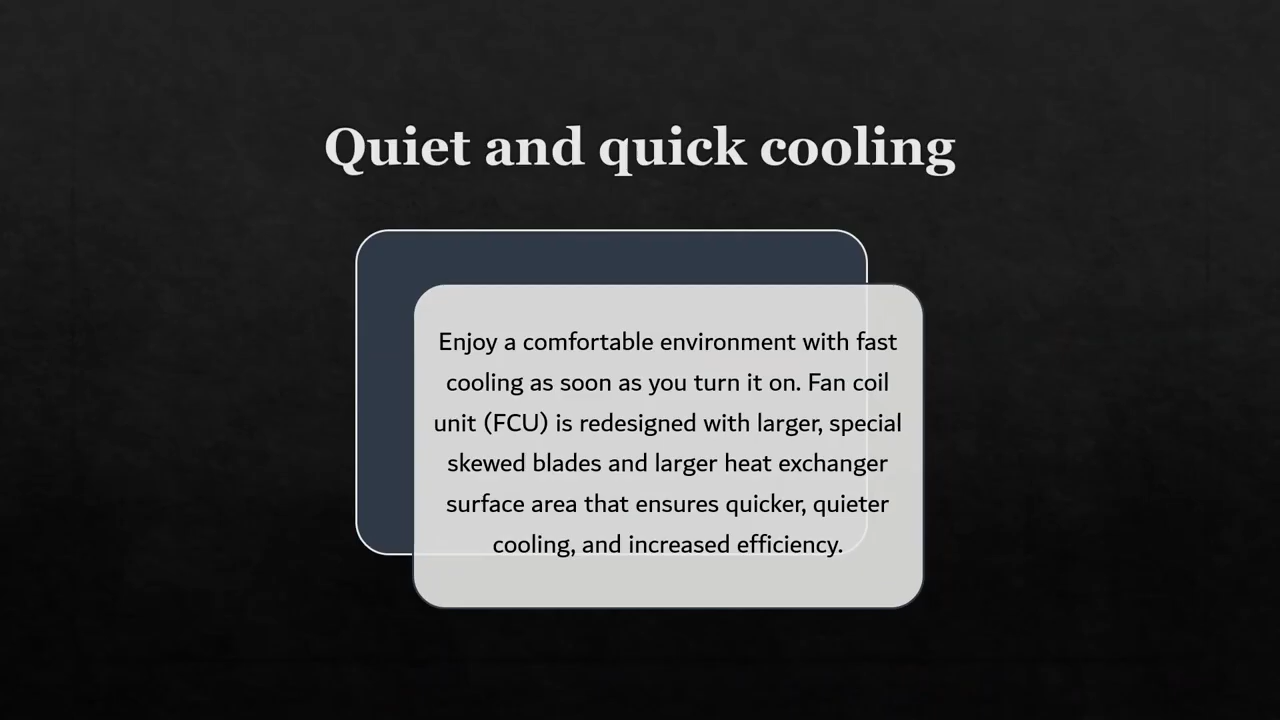 Quiet and quick cooling
Enjoy a comfortable environment with fast
cooling as soon as you turn it on. Fan coil
unit (FCU) is redesigned with larger, special
skewed blades and larger heat exchanger
surface area that ensures quicker, quieter
cooling, and increased efficiency.